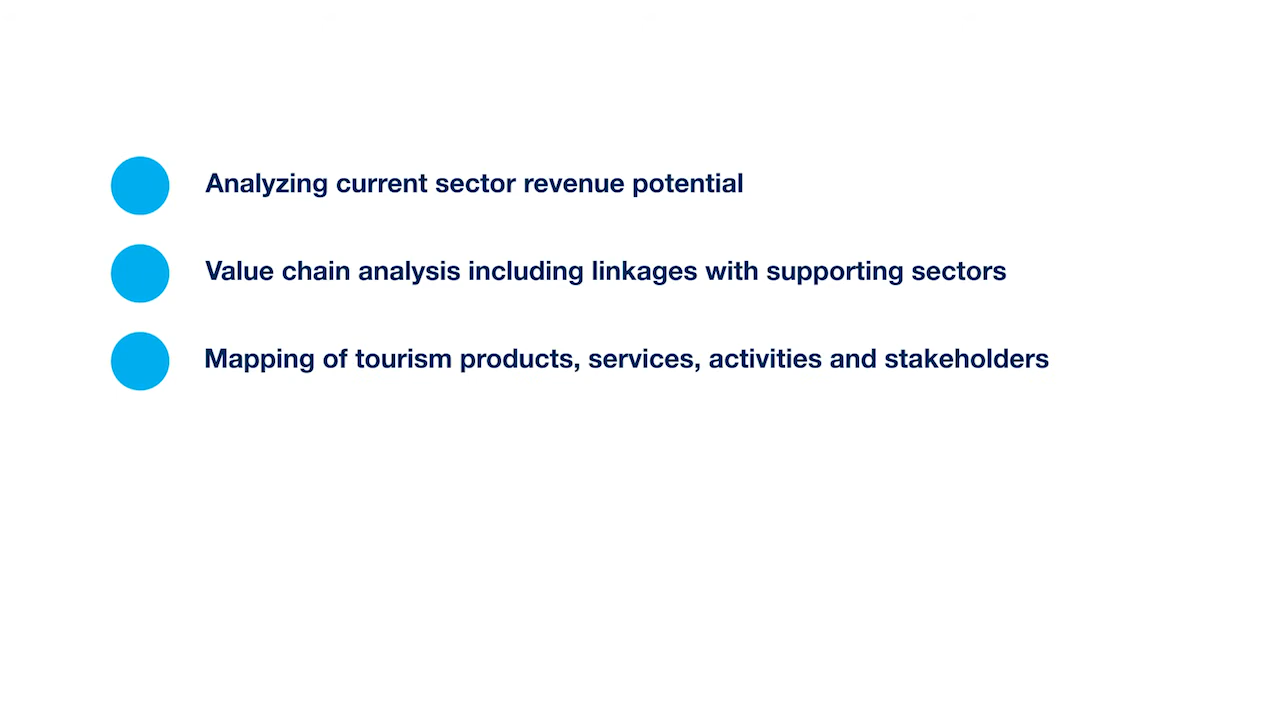 Analyzing current sector revenue potential
Value chain analysis including linkages with supporting sectors
Mapping of tourism products, services, activities and stakeholders